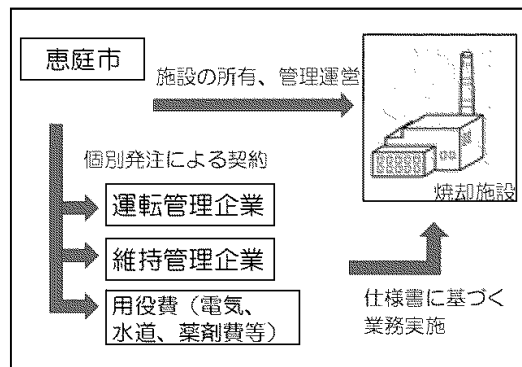 恵庭市
施設の所有、管理運営
焼却施設
個別発注による契約
運転管理企業
維持管理企業
用役費（電気、
水道、薬剤費等）
仕様書に基づく
業務実施